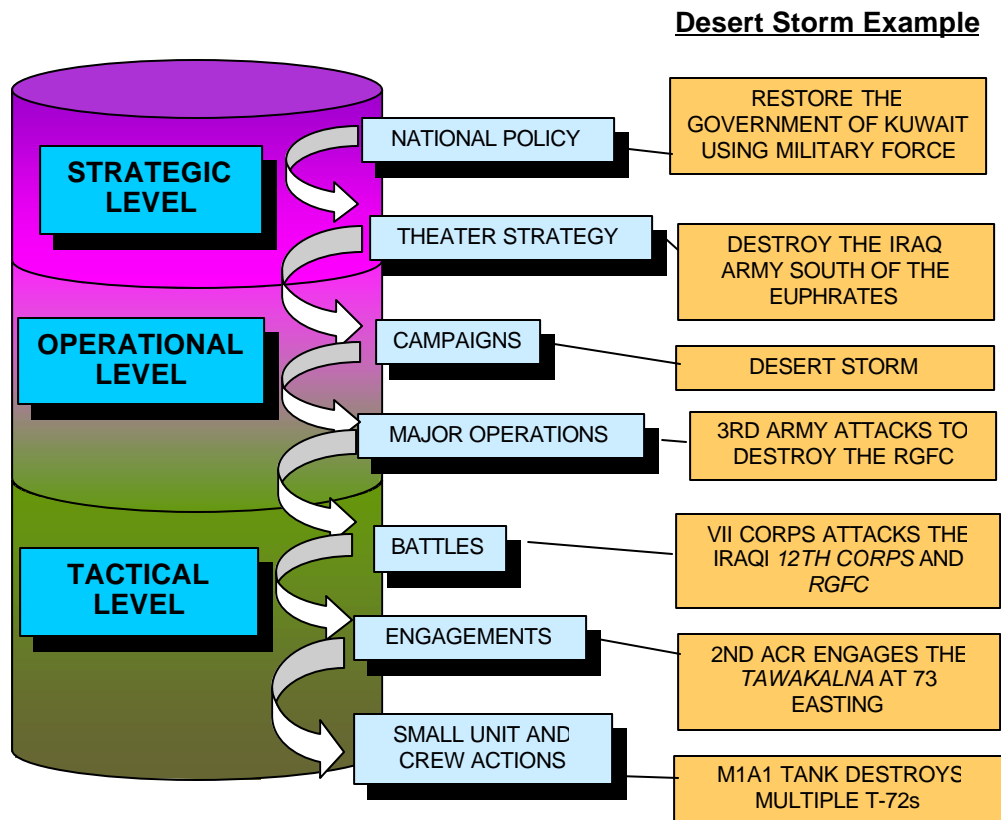 Desert Storm Example
STRATEGIC
LEVEL
NATIONAL POLICY
RESTORE THE
GOVERNMENT OF KUWAIT
USING MILITARY FORCE
THEATER STRATEGY
DESTROY THE IRAQ
ARMY SOUTH OF THE
EUPHRATES
OPERATIONAL
LEVEL
CAMPAIGNS
DESERT STORM
MAJOR OPERATIONS
3RD ARMY ATTACKS TO
DESTROY THE RGFC
TACTICAL
LEVEL
BATTLES
VII CORPS ATTACKS THE
IRAQI 12TH CORPS AND
RGFC
ENGAGEMENTS
2ND ACR ENGAGES THE
TAWAKALNA AT 73
EASTING
SMALL UNIT AND
CREW ACTIONS
M1A1 TANK DESTROYS
MULTIPLE T-72s